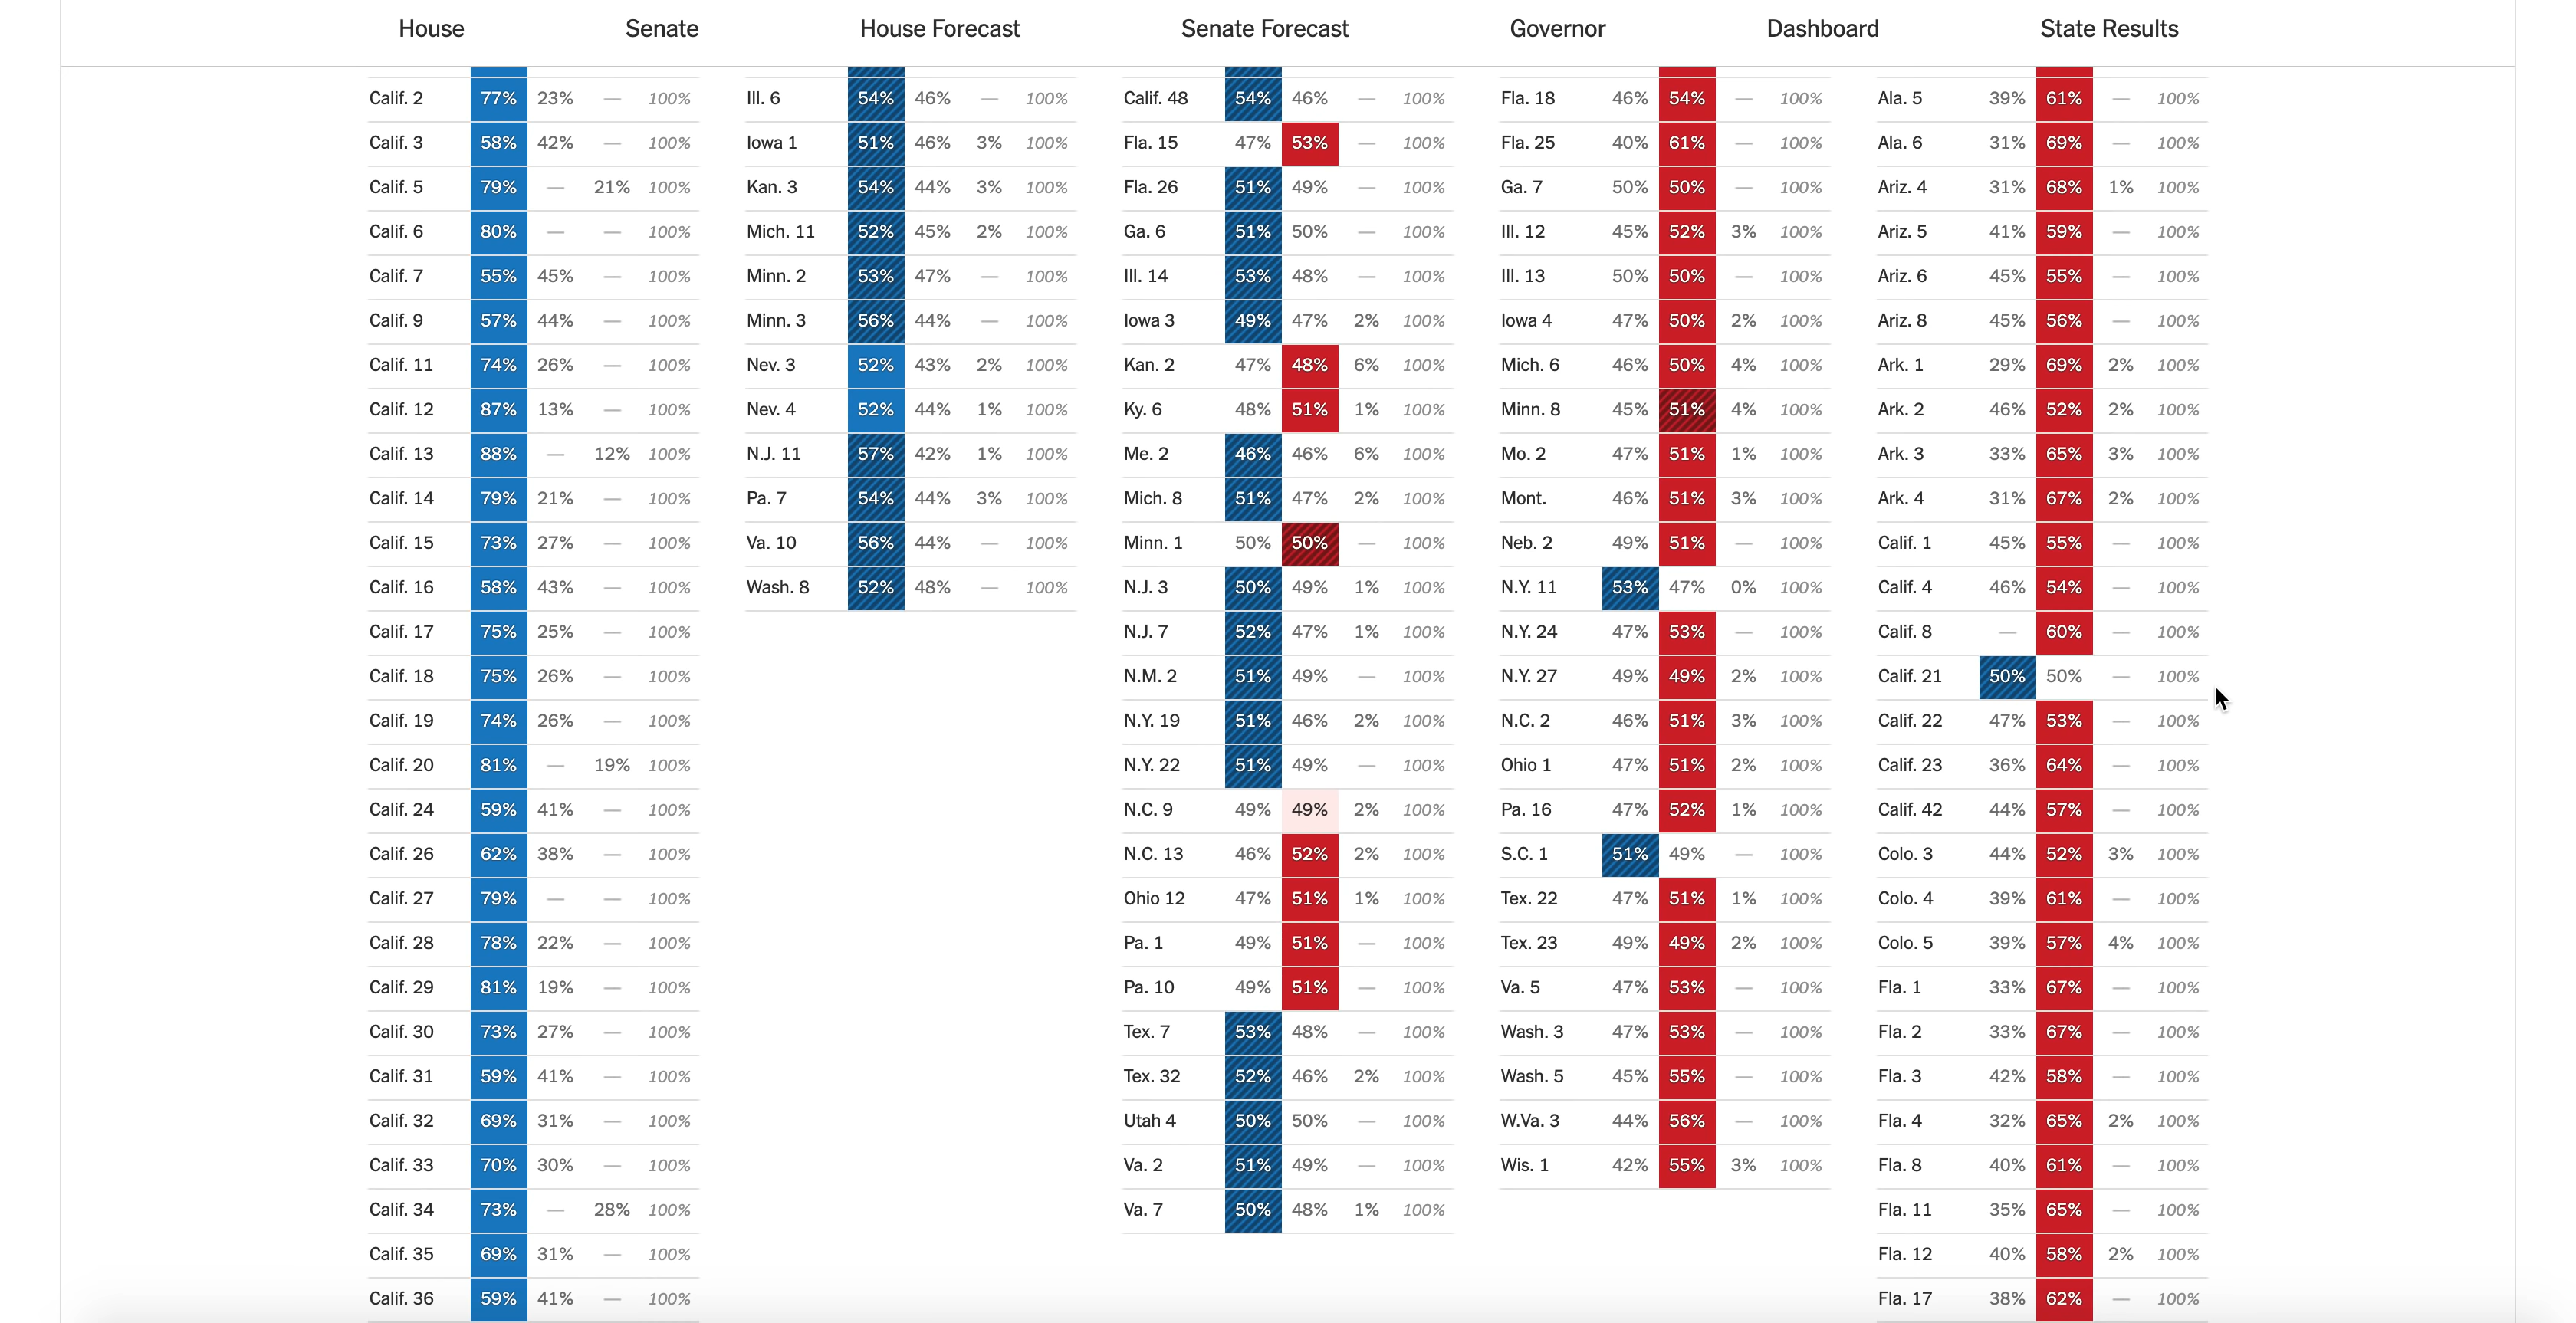 House Senate House Forecast Senate Forecast Governor Dashboard State Results
Calif. 2 77% 23% — 100%
Calif. 3 58% 42% — 100%
Calif. 5 79% — 21% 100%
Calif. 6 80% — — 100%
Calif. 7 55% 45% — 100%
Calif. 9 57% 44% — 100%
Calif. 11 74% 26% — 100%
Calif. 12 87% 13% — 100%
Calif. 13 88% — 12% 100%
Calif. 14 79% 21% — 100%
Calif. 15 73% 27% — 100%
Calif. 16 58% 43% — 100%
Calif. 17 75% 25% — 100%
Calif. 18 75% 26% — 100%
Calif. 19 74% 26% — 100%
Calif. 20 81% — 19% 100%
Calif. 24 59% 41% — 100%
Calif. 26 62% 38% — 100%
Calif. 27 79% — — 100%
Calif. 28 78% 22% — 100%
Calif. 29 81% 19% — 100%
Calif. 30 73% 27% — 100%
Calif. 31 59% 41% — 100%
Calif. 32 69% 31% — 100%
Calif. 33 70% 30% — 100%
Calif. 34 73% — 28% 100%
Calif. 35 69% 31% — 100%
Calif. 36 59% 41% — 100%
Ill. 6 54% 46% — 100%
Iowa 1 51% 46% 3% 100%
Kan. 3 54% 44% 3% 100%
Mich. 11 52% 45% 2% 100%
Minn. 2 53% 47% — 100%
Minn. 3 56% 44% — 100%
Nev. 3 52% 43% 2% 100%
Nev. 4 52% 44% 1% 100%
N.J. 11 57% 42% 1% 100%
Pa. 7 54% 44% 3% 100%
Va. 10 56% 44% — 100%
Wash. 8 52% 48% — 100%
Calif. 48 54% 46% — 100%
Fla. 15 47% 53% — 100%
Fla. 26 51% 49% — 100%
Ga. 6 51% 50% — 100%
Ill. 14 53% 48% — 100%
Iowa 3 49% 47% 2% 100%
Kan. 2 47% 48% 6% 100%
Ky. 6 48% 51% 1% 100%
Me. 2 46% 46% 6% 100%
Mich. 8 51% 47% 2% 100%
Minn. 1 50% 50% — 100%
N.J. 3 50% 49% 1% 100%
N.J. 7 52% 47% 1% 100%
N.M. 2 51% 49% — 100%
N.Y. 19 51% 46% 2% 100%
N.Y. 22 51% 49% — 100%
N.C. 9 49% 49% 2% 100%
N.C. 13 46% 52% 2% 100%
Ohio 12 47% 51% 1% 100%
Pa. 1 49% 51% — 100%
Pa. 10 49% 51% — 100%
Tex. 7 53% 48% — 100%
Tex. 32 52% 46% 2% 100%
Utah 4 50% 50% — 100%
Va. 2 51% 49% — 100%
Va. 7 50% 48% 1% 100%
Fla. 18 46% 54% — 100%
Fla. 25 40% 61% — 100%
Ga. 7 50% 50% — 100%
Ill. 12 45% 52% 3% 100%
Ill. 13 50% 50% — 100%
Iowa 4 47% 50% 2% 100%
Mich. 6 46% 50% 4% 100%
Minn. 8 45% 51% 4% 100%
Mo. 2 47% 51% 1% 100%
Mont. 46% 51% 3% 100%
Neb. 2 49% 51% — 100%
N.Y. 11 53% 47% 0% 100%
N.Y. 24 47% 53% — 100%
N.Y. 27 49% 49% 2% 100%
N.C. 2 46% 51% 3% 100%
Ohio 1 47% 51% 2% 100%
Pa. 16 47% 52% 1% 100%
S.C. 1 51% 49% — 100%
Tex. 22 47% 51% 1% 100%
Tex. 23 49% 49% 2% 100%
Va. 5 47% 53% — 100%
Wash. 3 47% 53% — 100%
Wash. 5 45% 55% — 100%
W.Va. 3 44% 56% — 100%
Wis. 1 42% 55% 3% 100%
Ala. 5 39% 61% — 100%
Ala. 6 31% 69% — 100%
Ariz. 4 31% 68% 1% 100%
Ariz. 5 41% 59% — 100%
Ariz. 6 45% 55% — 100%
Ariz. 8 45% 56% — 100%
Ark. 1 29% 69% 2% 100%
Ark. 2 46% 52% 2% 100%
Ark. 3 33% 65% 3% 100%
Ark. 4 31% 67% 2% 100%
Calif. 1 45% 55% — 100%
Calif. 4 46% 54% — 100%
Calif. 8 — 60% — 100%
Calif. 21 50% 50% — 100%
Calif. 22 47% 53% — 100%
Calif. 23 36% 64% — 100%
Calif. 42 44% 57% — 100%
Colo. 3 44% 52% 3% 100%
Colo. 4 39% 61% — 100%
Colo. 5 39% 57% 4% 100%
Fla. 1 33% 67% — 100%
Fla. 2 33% 67% — 100%
Fla. 3 42% 58% — 100%
Fla. 4 32% 65% 2% 100%
Fla. 8 40% 61% — 100%
Fla. 11 35% 65% — 100%
Fla. 12 40% 58% 2% 100%
Fla. 17 38% 62% — 100%